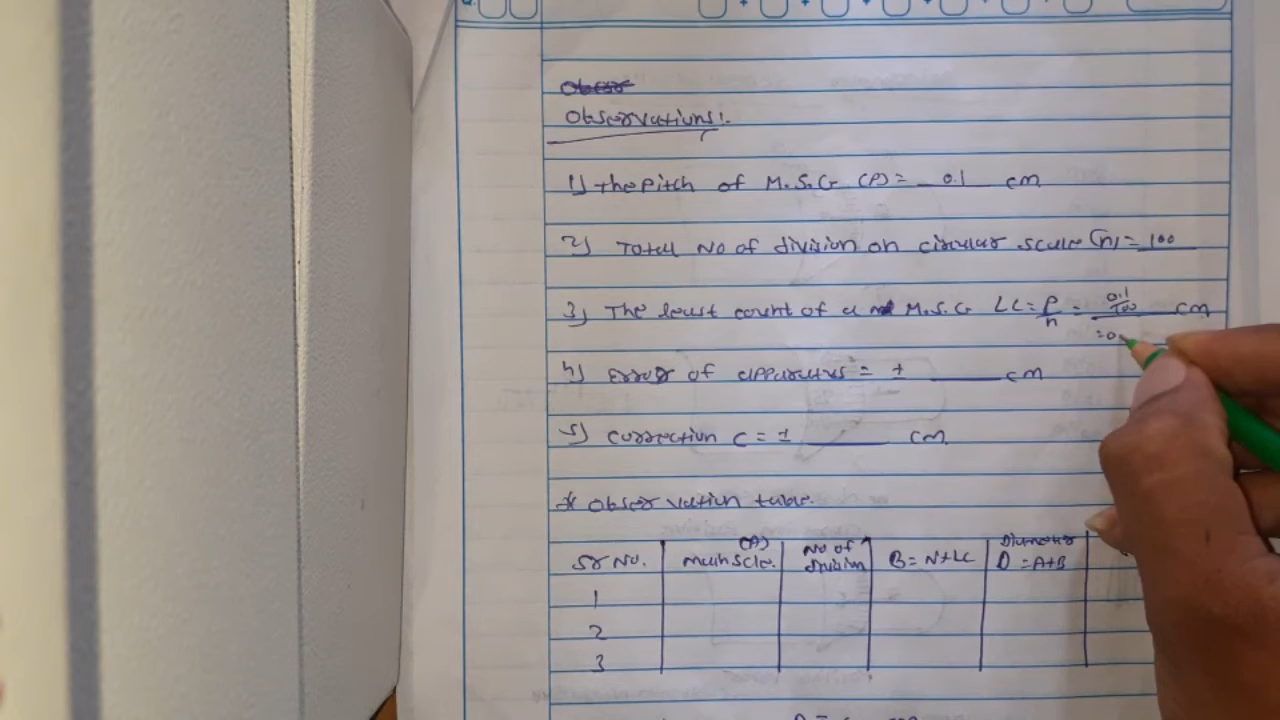 Observations:
1) the Pitch of M.S.G (P) = 0.1 cm
2) Total No of division on circular scale (n) = 100
3) The least count of a M.S.G LC = P/n = 0.1/100 cm
= 0.
4) Error of apparatus = ± ____ cm
5) Correction C = ± ____ cm
* Observation table.
Sr No. | Main Scle. (A) | No of division | B = N+LC | Diameter D = A+B
1
2
3